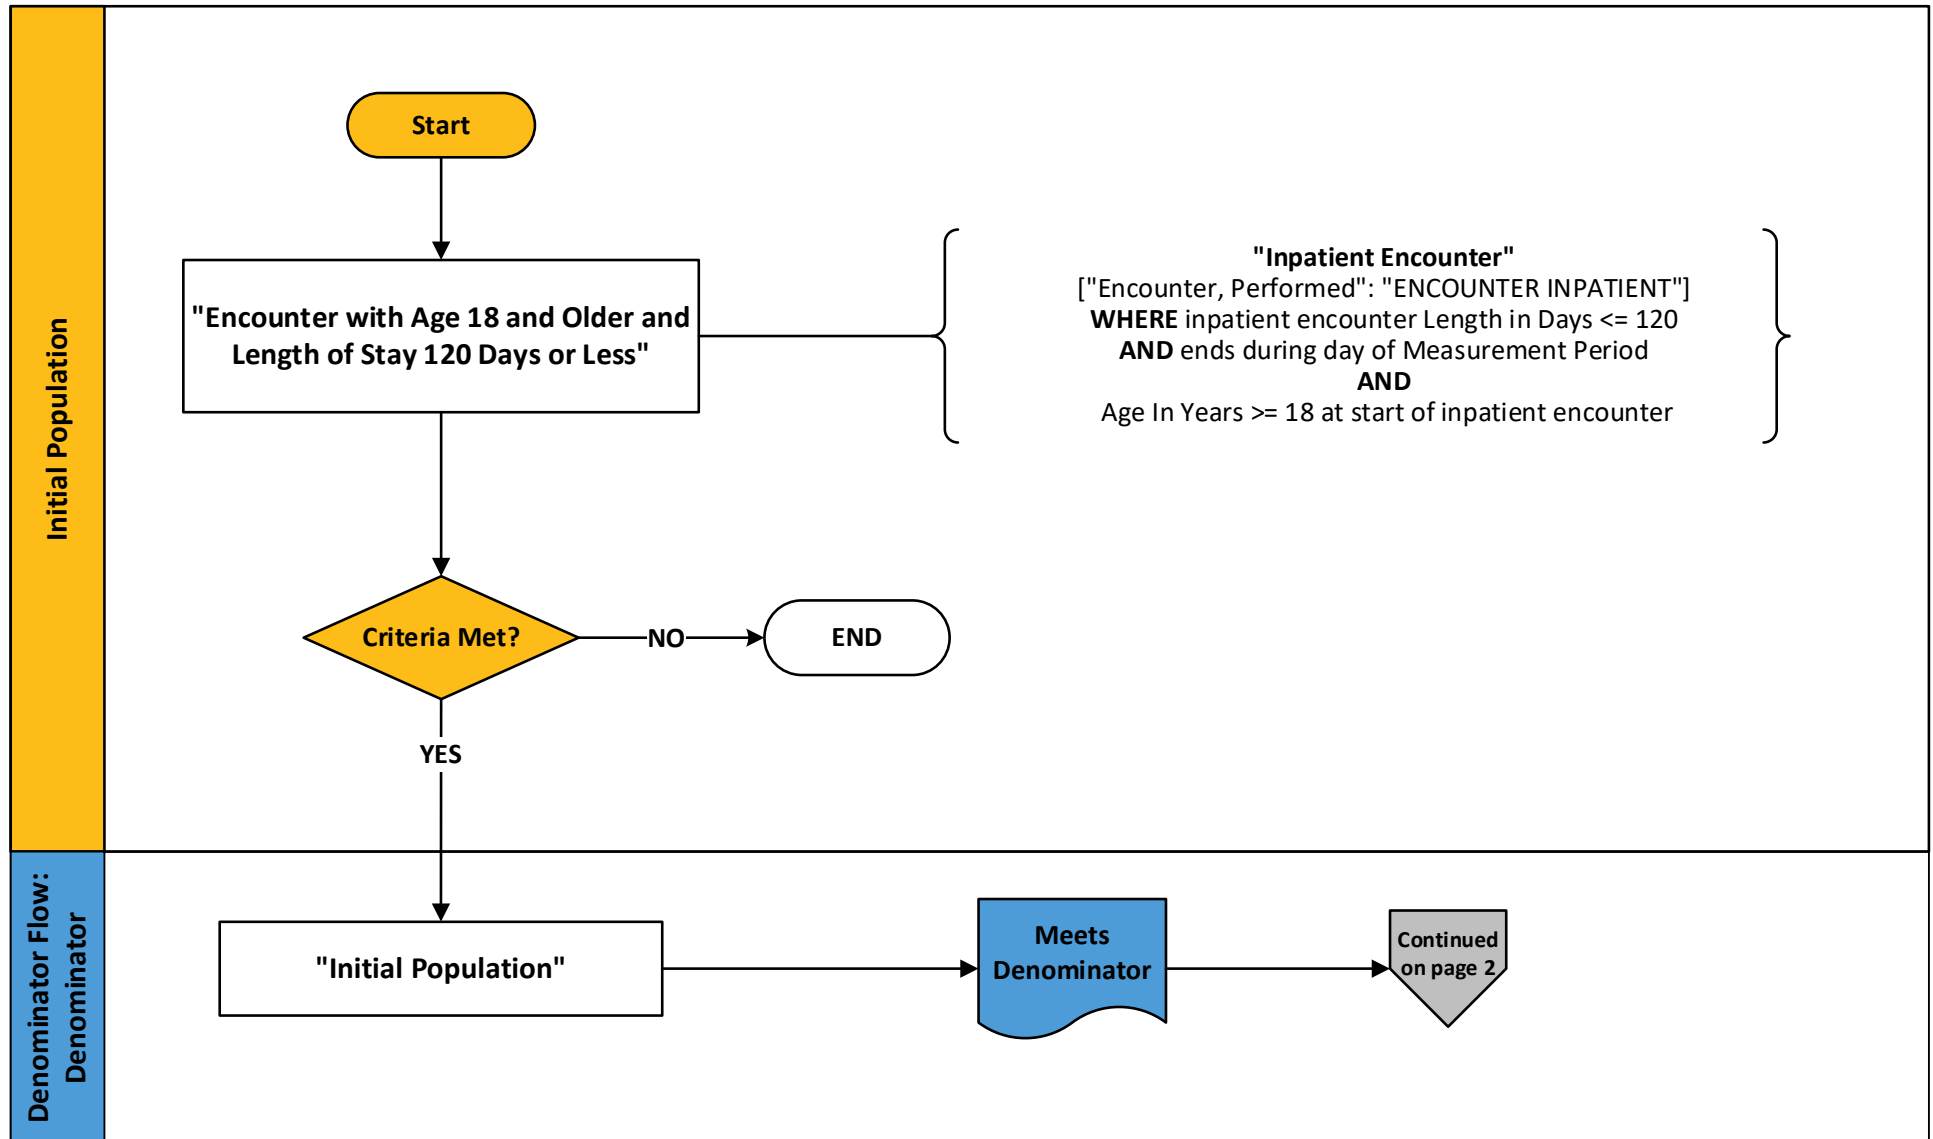 Initial Population
Start
"Encounter with Age 18 and Older and
Length of Stay 120 Days or Less"
"Inpatient Encounter"
["Encounter, Performed": "ENCOUNTER INPATIENT"]
WHERE inpatient encounter Length in Days <= 120
AND ends during day of Measurement Period
AND
Age In Years >= 18 at start of inpatient encounter
Criteria Met?
NO
END
YES
Denominator Flow:
Denominator
"Initial Population"
Meets
Denominator
Continued
on page 2